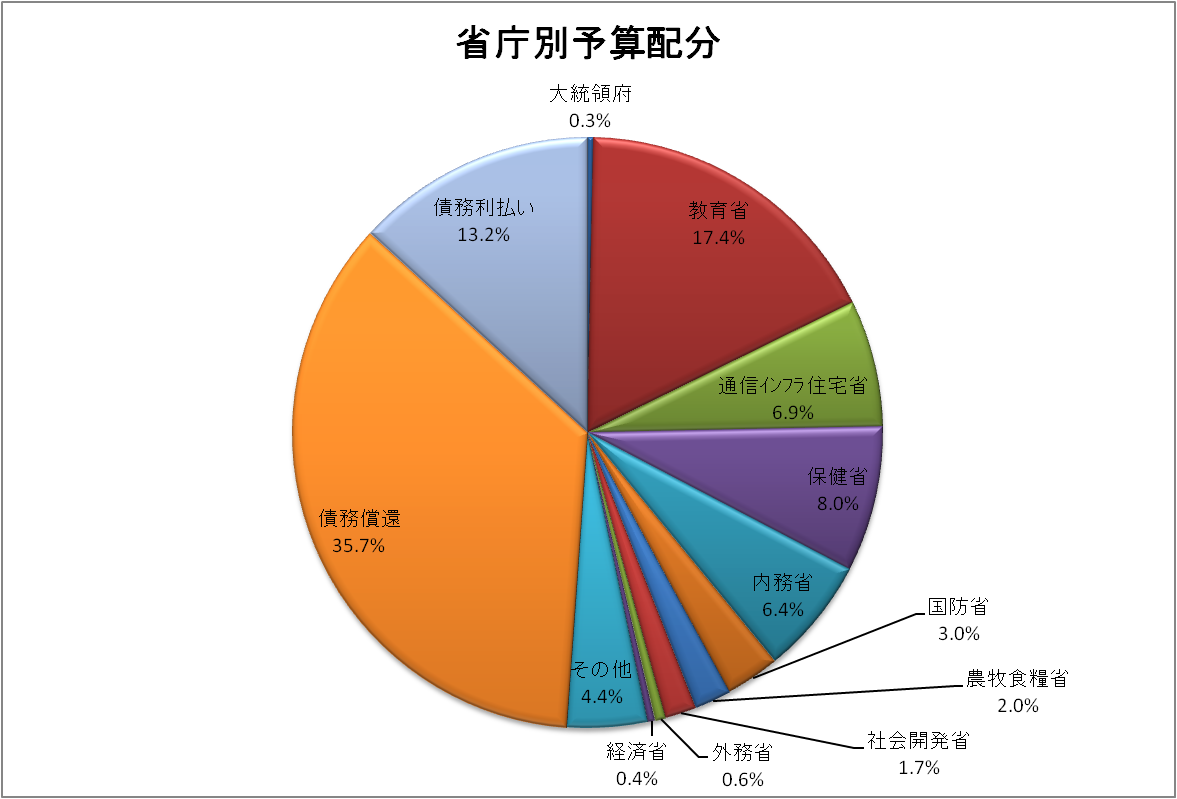 省庁別予算配分
大統領府
0.3%
教育省
17.4%
通信ｲﾝﾌﾗ住宅省
6.9%
保健省
8.0%
内務省
6.4%
国防省
3.0%
農牧食糧省
2.0%
社会開発省
1.7%
外務省
0.6%
経済省
0.4%
その他
4.4%
債務償還
35.7%
債務利払い
13.2%